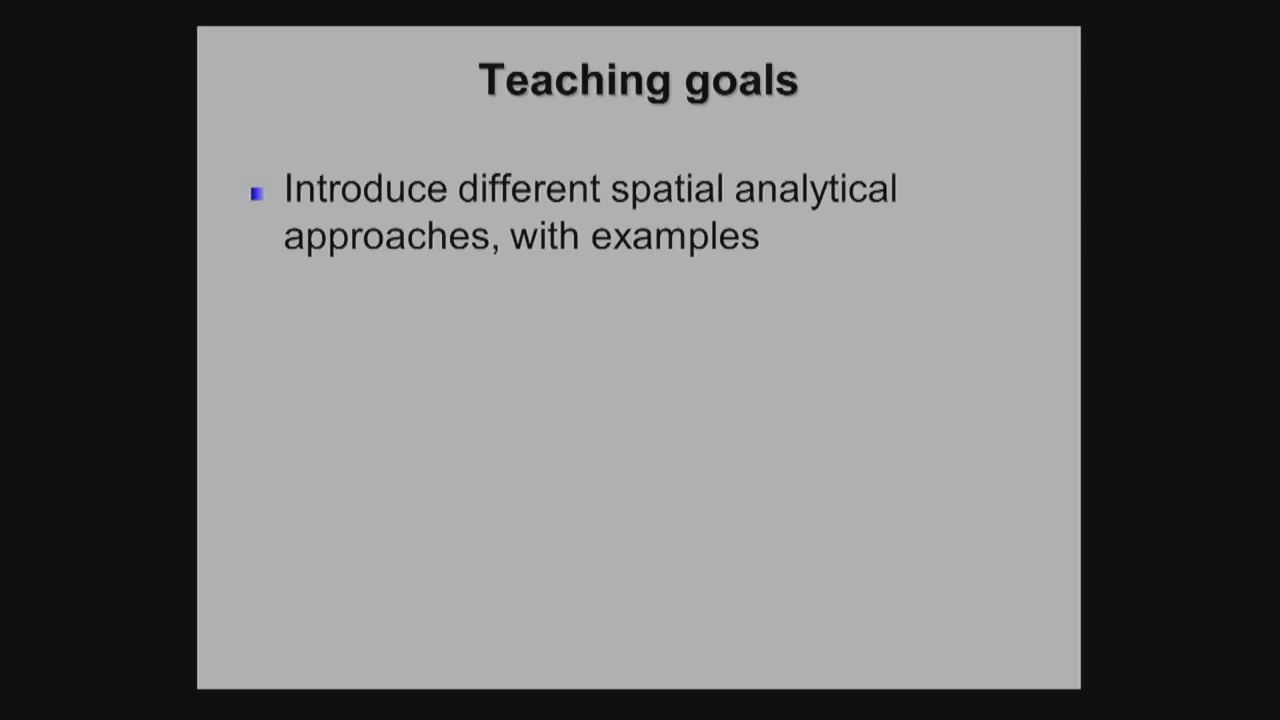 Teaching goals
Introduce different spatial analytical
approaches, with examples